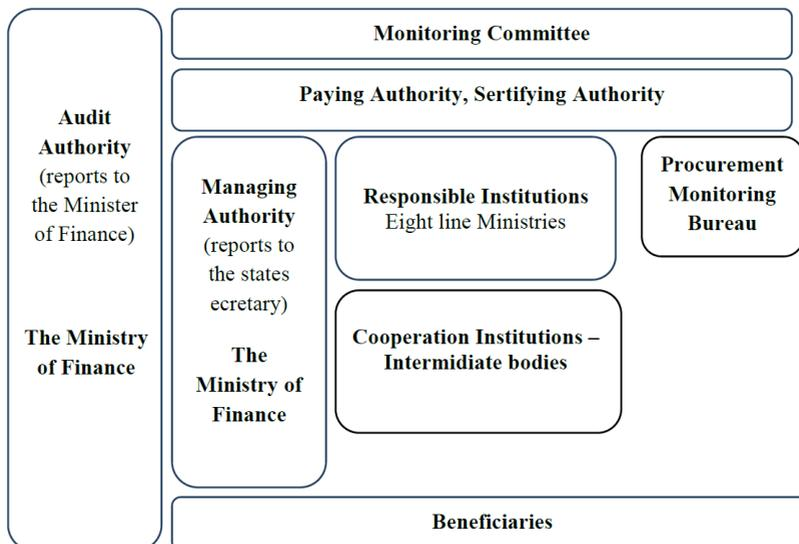 Monitoring Committee
Paying Authority, Sertifying Authority
Audit
Authority
(reports to
the Minister
of Finance)
The Ministry
of Finance
Managing
Authority
(reports to
the states
ecretary)
The
Ministry of
Finance
Responsible Institutions
Eight line Ministries
Procurement
Monitoring
Bureau
Cooperation Institutions –
Intermidiate bodies
Beneficiaries